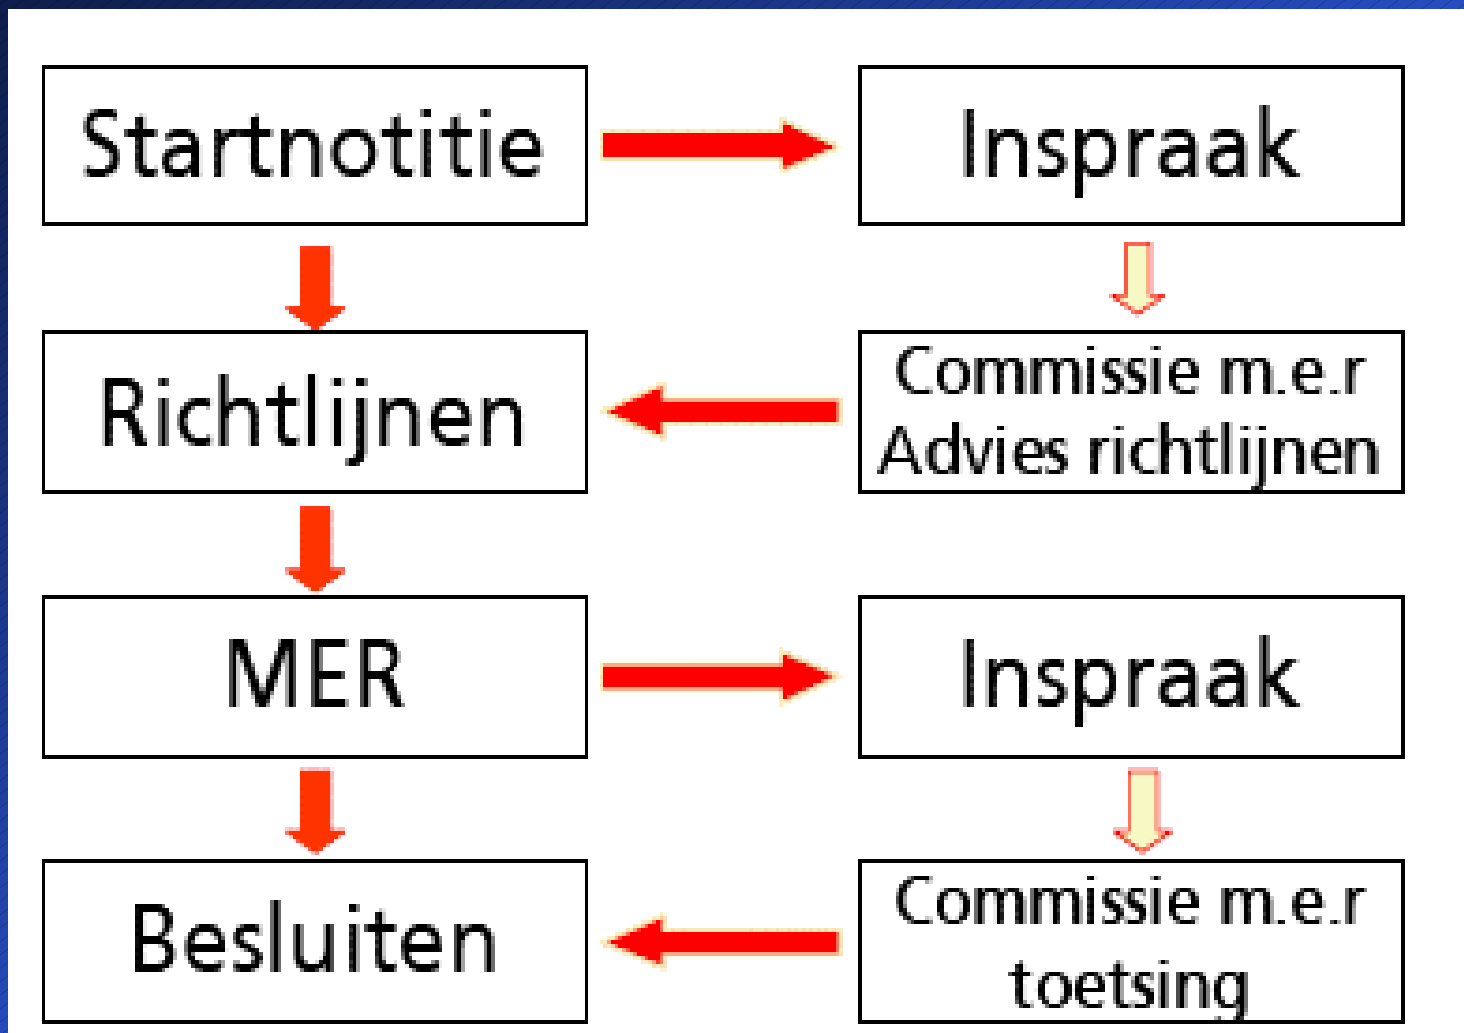 Startnotitie
Inspraak
Richtlijnen
Commissie m.e.r
Advies richtlijnen
MER
Inspraak
Besluiten
Commissie m.e.r
toetsing